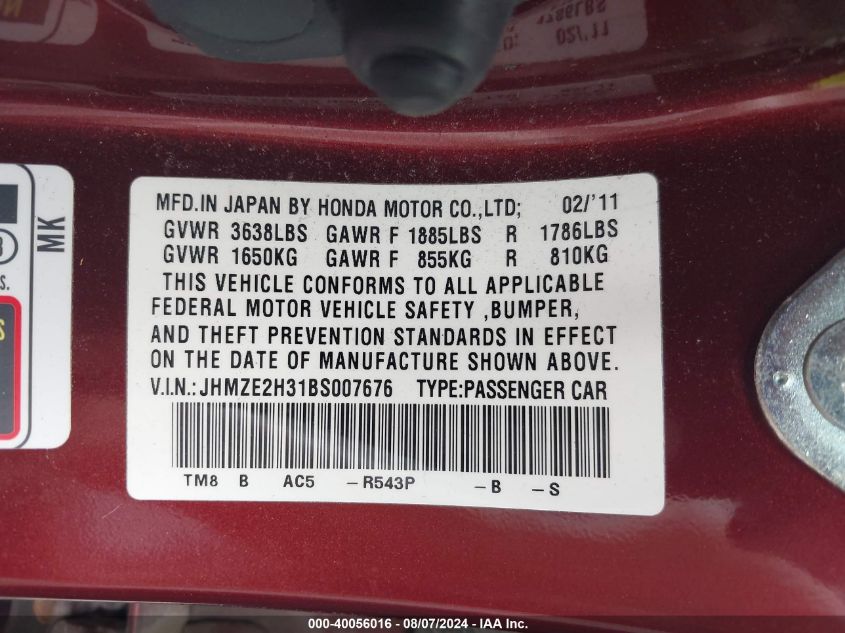 1786LBS
02/'11
MFD.IN JAPAN BY HONDA MOTOR CO.,LTD; 02/'11
GVWR 3638LBS GAWR F 1885LBS R 1786LBS
GVWR 1650KG GAWR F 855KG R 810KG
THIS VEHICLE CONFORMS TO ALL APPLICABLE
FEDERAL MOTOR VEHICLE SAFETY ,BUMPER,
AND THEFT PREVENTION STANDARDS IN EFFECT
ON THE DATE OF MANUFACTURE SHOWN ABOVE.
V.I.N.: JHMZE2H31BS007676 TYPE:PASSENGER CAR
TM8 B AC5 -R543P -B -S
MK
S.
S
000-40056016 - 08/07/2024 - IAA Inc.